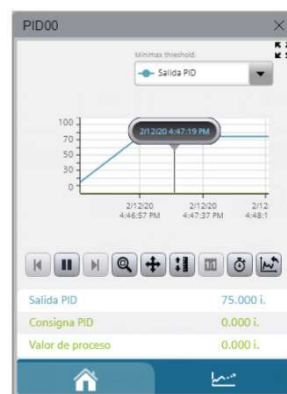 PID00
Minimax threshold:
Salida PID
100
70
50
30
0
2/12/20 4:47:19 PM
2/12/20 2/12/20 2/12
4:46:57 PM 4:47:37 PM 4:48:1
Salida PID 75.000 i.
Consigna PID 0.000 i.
Valor de proceso 0.000 i.